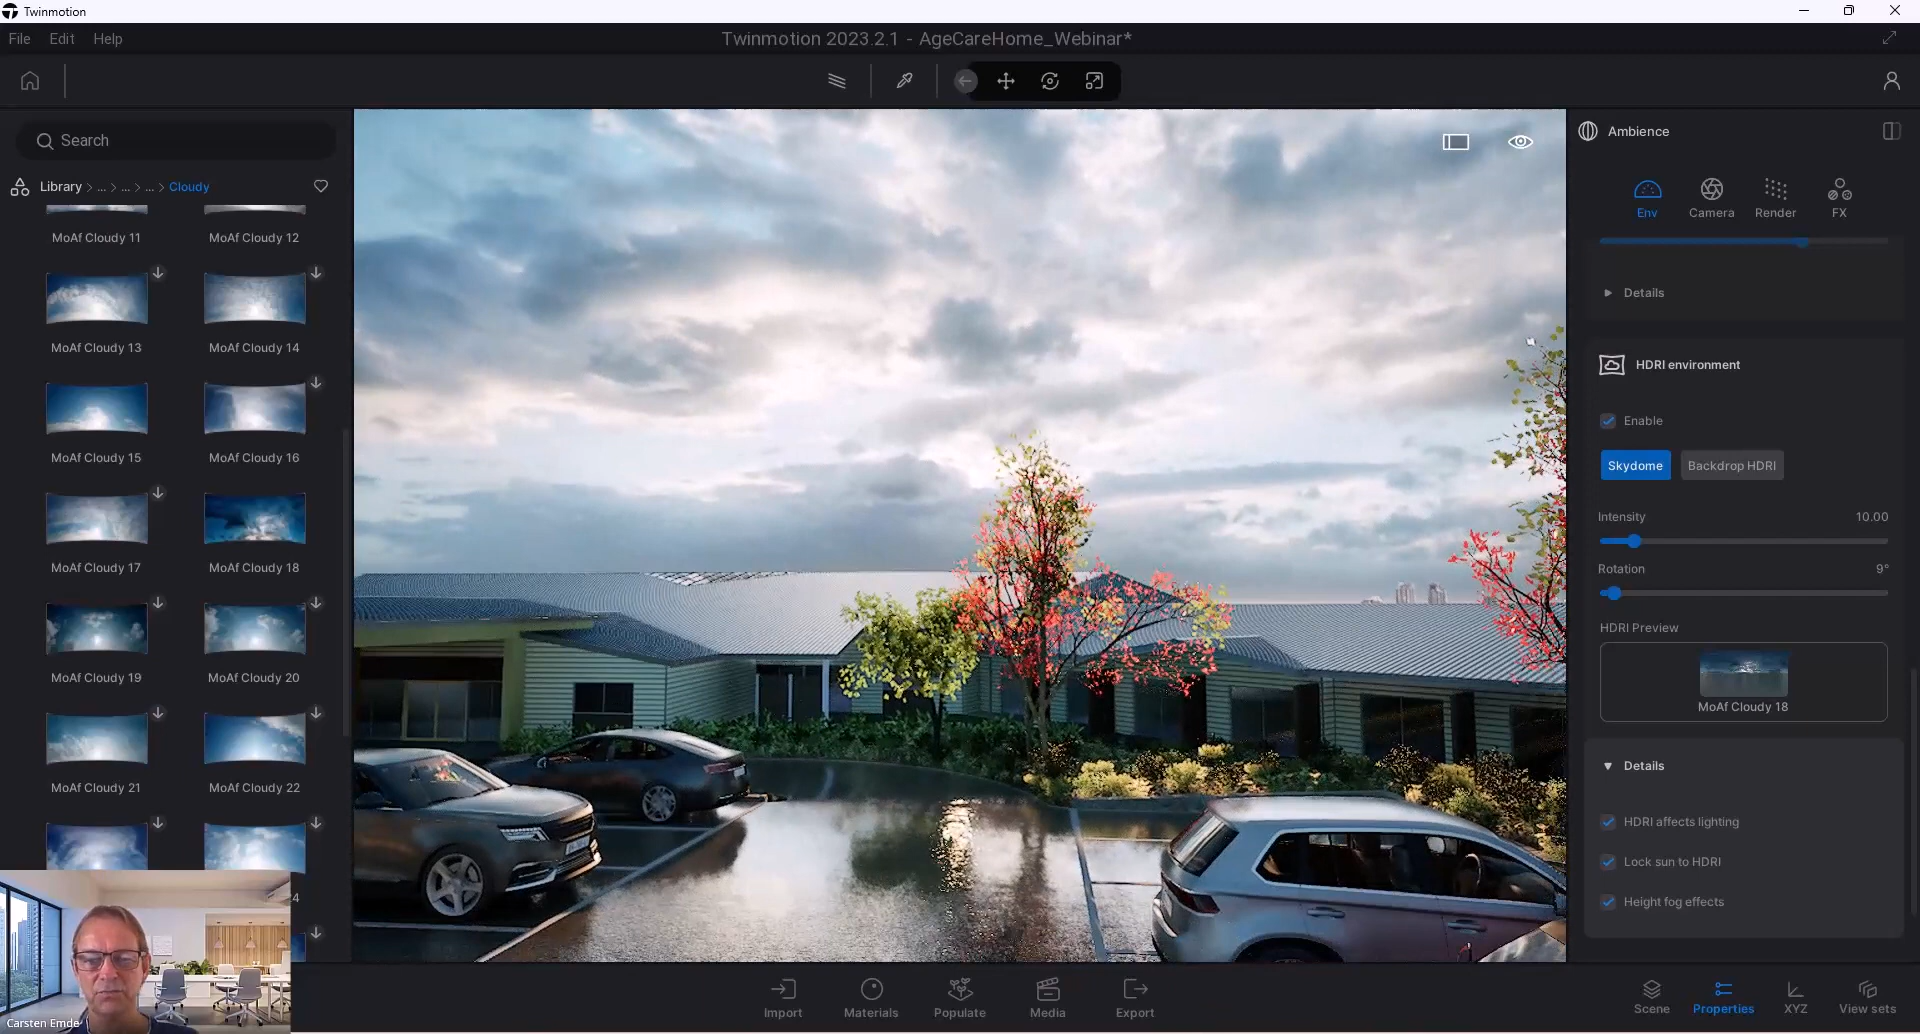 Twinmotion
File Edit Help
Twinmotion 2023.2.1 - AgeCareHome_Webinar*
Search
Library > ... > ... > ... > Cloudy
MoAf Cloudy 11
MoAf Cloudy 12
MoAf Cloudy 13
MoAf Cloudy 14
MoAf Cloudy 15
MoAf Cloudy 16
MoAf Cloudy 17
MoAf Cloudy 18
MoAf Cloudy 19
MoAf Cloudy 20
MoAf Cloudy 21
MoAf Cloudy 22
4
Carsten Emde
Import
Materials
Populate
Media
Export
Ambience
Env
Camera
Render
FX
Details
HDRI environment
Enable
Skydome
Backdrop HDRI
Intensity 10.00
Rotation 9°
HDRI Preview
MoAf Cloudy 18
Details
HDRI affects lighting
Lock sun to HDRI
Height fog effects
Scene
Properties
XYZ
View sets